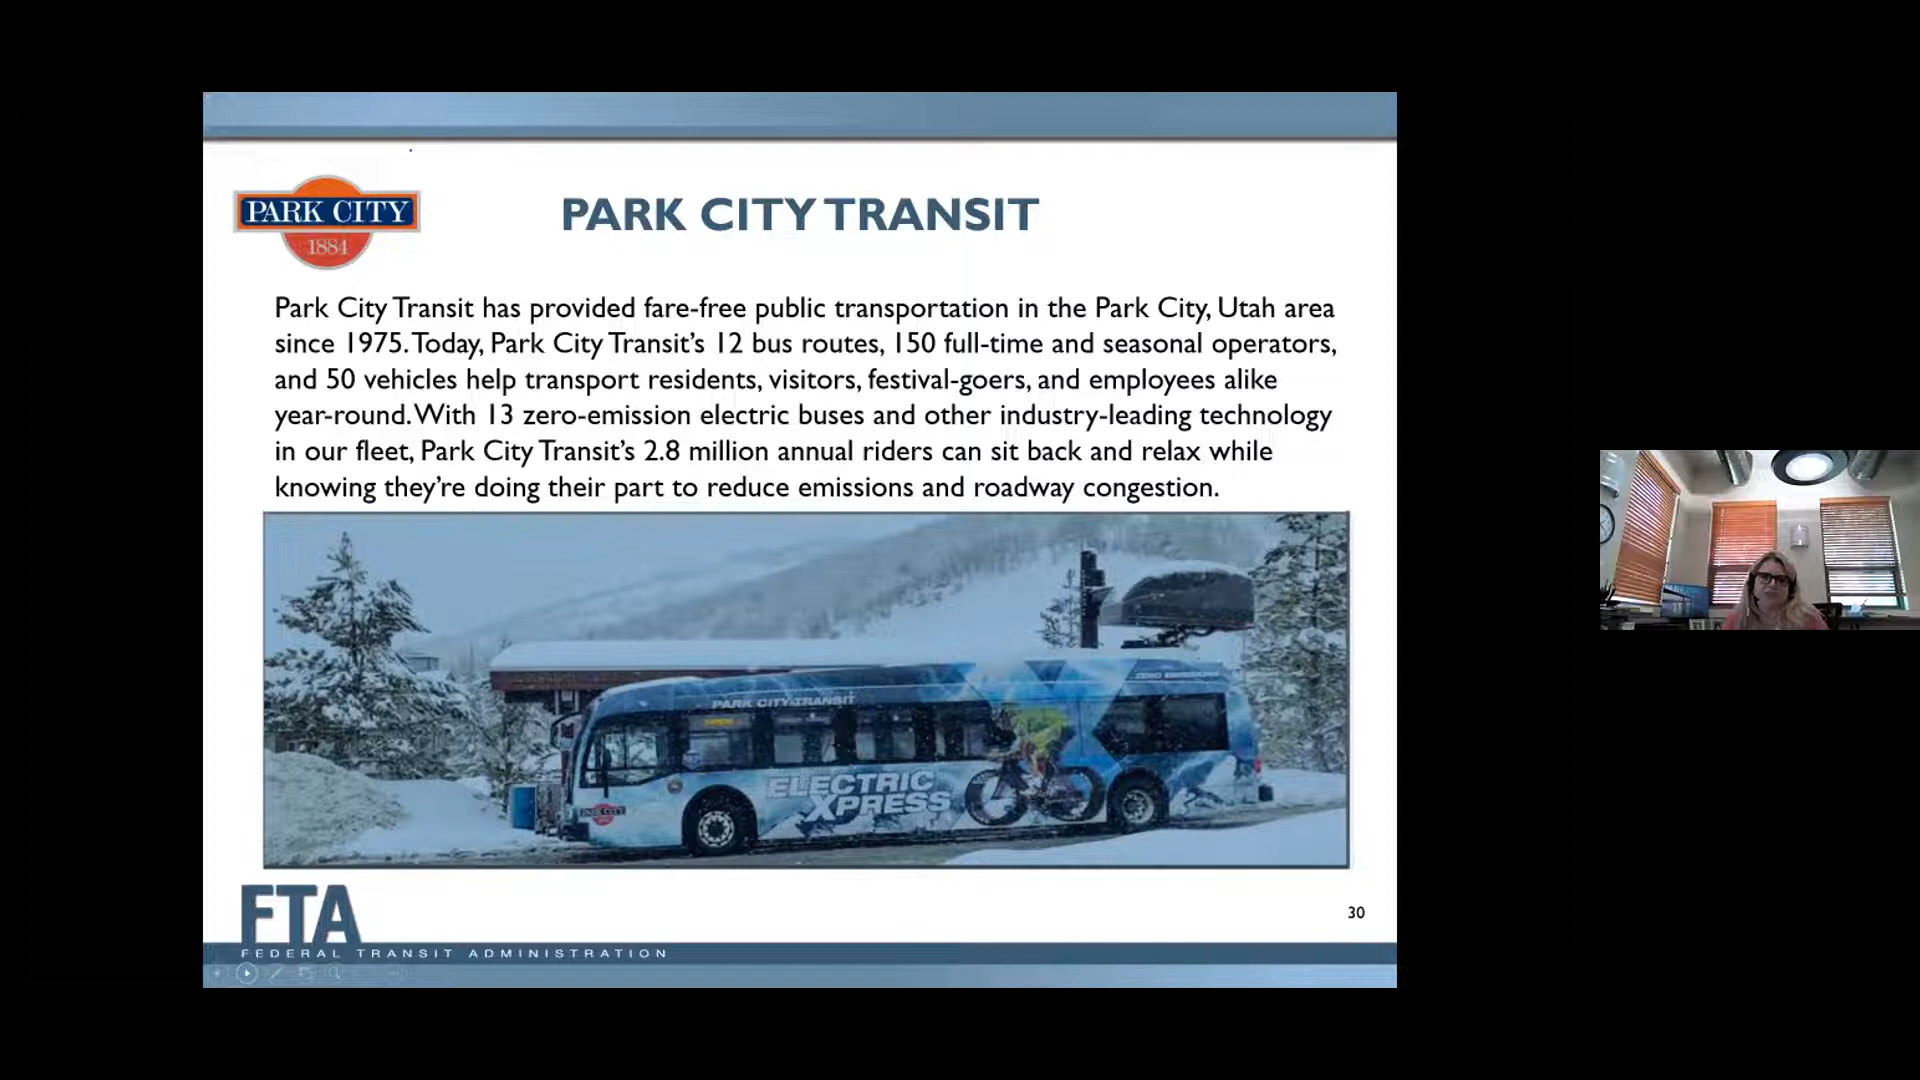 PARK CITY
1884
PARK CITY TRANSIT
Park City Transit has provided fare-free public transportation in the Park City, Utah area
since 1975. Today, Park City Transit's 12 bus routes, 150 full-time and seasonal operators,
and 50 vehicles help transport residents, visitors, festival-goers, and employees alike
year-round. With 13 zero-emission electric buses and other industry-leading technology
in our fleet, Park City Transit's 2.8 million annual riders can sit back and relax while
knowing they're doing their part to reduce emissions and roadway congestion.
PARK CITY TRANSIT
ZERO EMISSIONS
ELECTRIC
XPRESS
PARK CITY
FTA
30
FEDERAL TRANSIT ADMINISTRATION